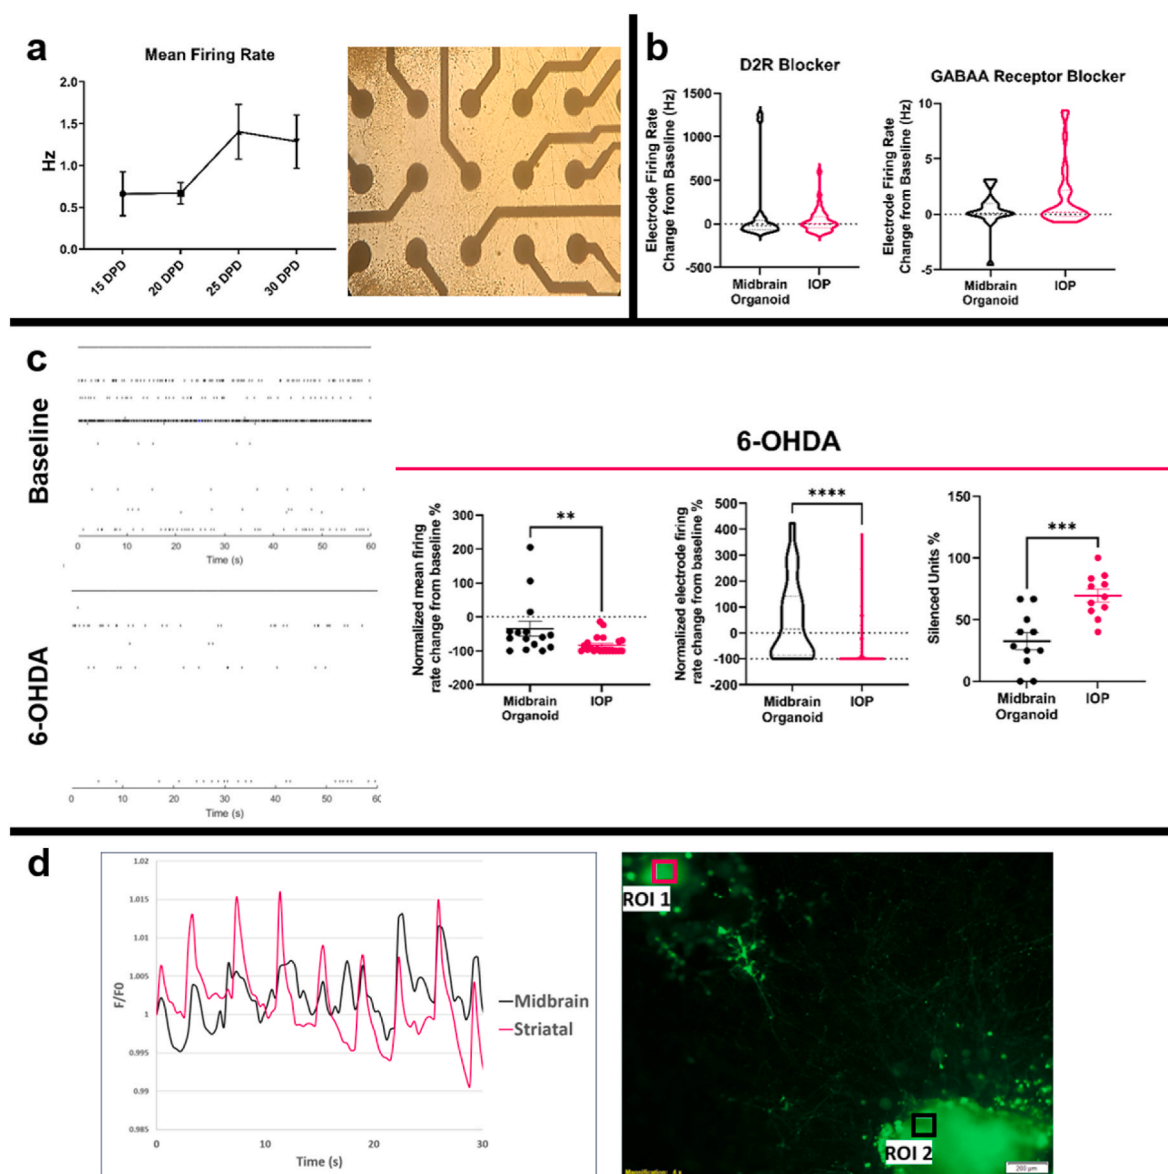 a
Mean Firing Rate
Hz
2.0
1.5
1.0
0.5
0.0
15 DPD
20 DPD
25 DPD
30 DPD
b
D2R Blocker
Electrode Firing Rate
Change from Baseline (Hz)
1500
1000
500
0
-500
Midbrain
Organoid
IOP
GABAA Receptor Blocker
Electrode Firing Rate
Change from Baseline (Hz)
10
5
0
-5
Midbrain
Organoid
IOP
c
Baseline
0
10
20
30
40
50
60
Time (s)
6-OHDA
0
10
20
30
40
50
60
Time (s)
6-OHDA
Normalized mean firing
rate change from baseline %
300
200
100
0
-100
-200
**
Midbrain
Organoid
IOP
Normalized electrode firing
rate change from baseline %
500
400
300
200
100
0
-100
-200
****
Midbrain
Organoid
IOP
Silenced Units %
150
100
50
0
***
Midbrain
Organoid
IOP
d
F/F0
1.02
1.015
1.01
1.005
1
0.995
0.99
0.985
0
10
20
30
Time (s)
Midbrain
Striatal
ROI 1
ROI 2
Magnification: 4 x
200 μm